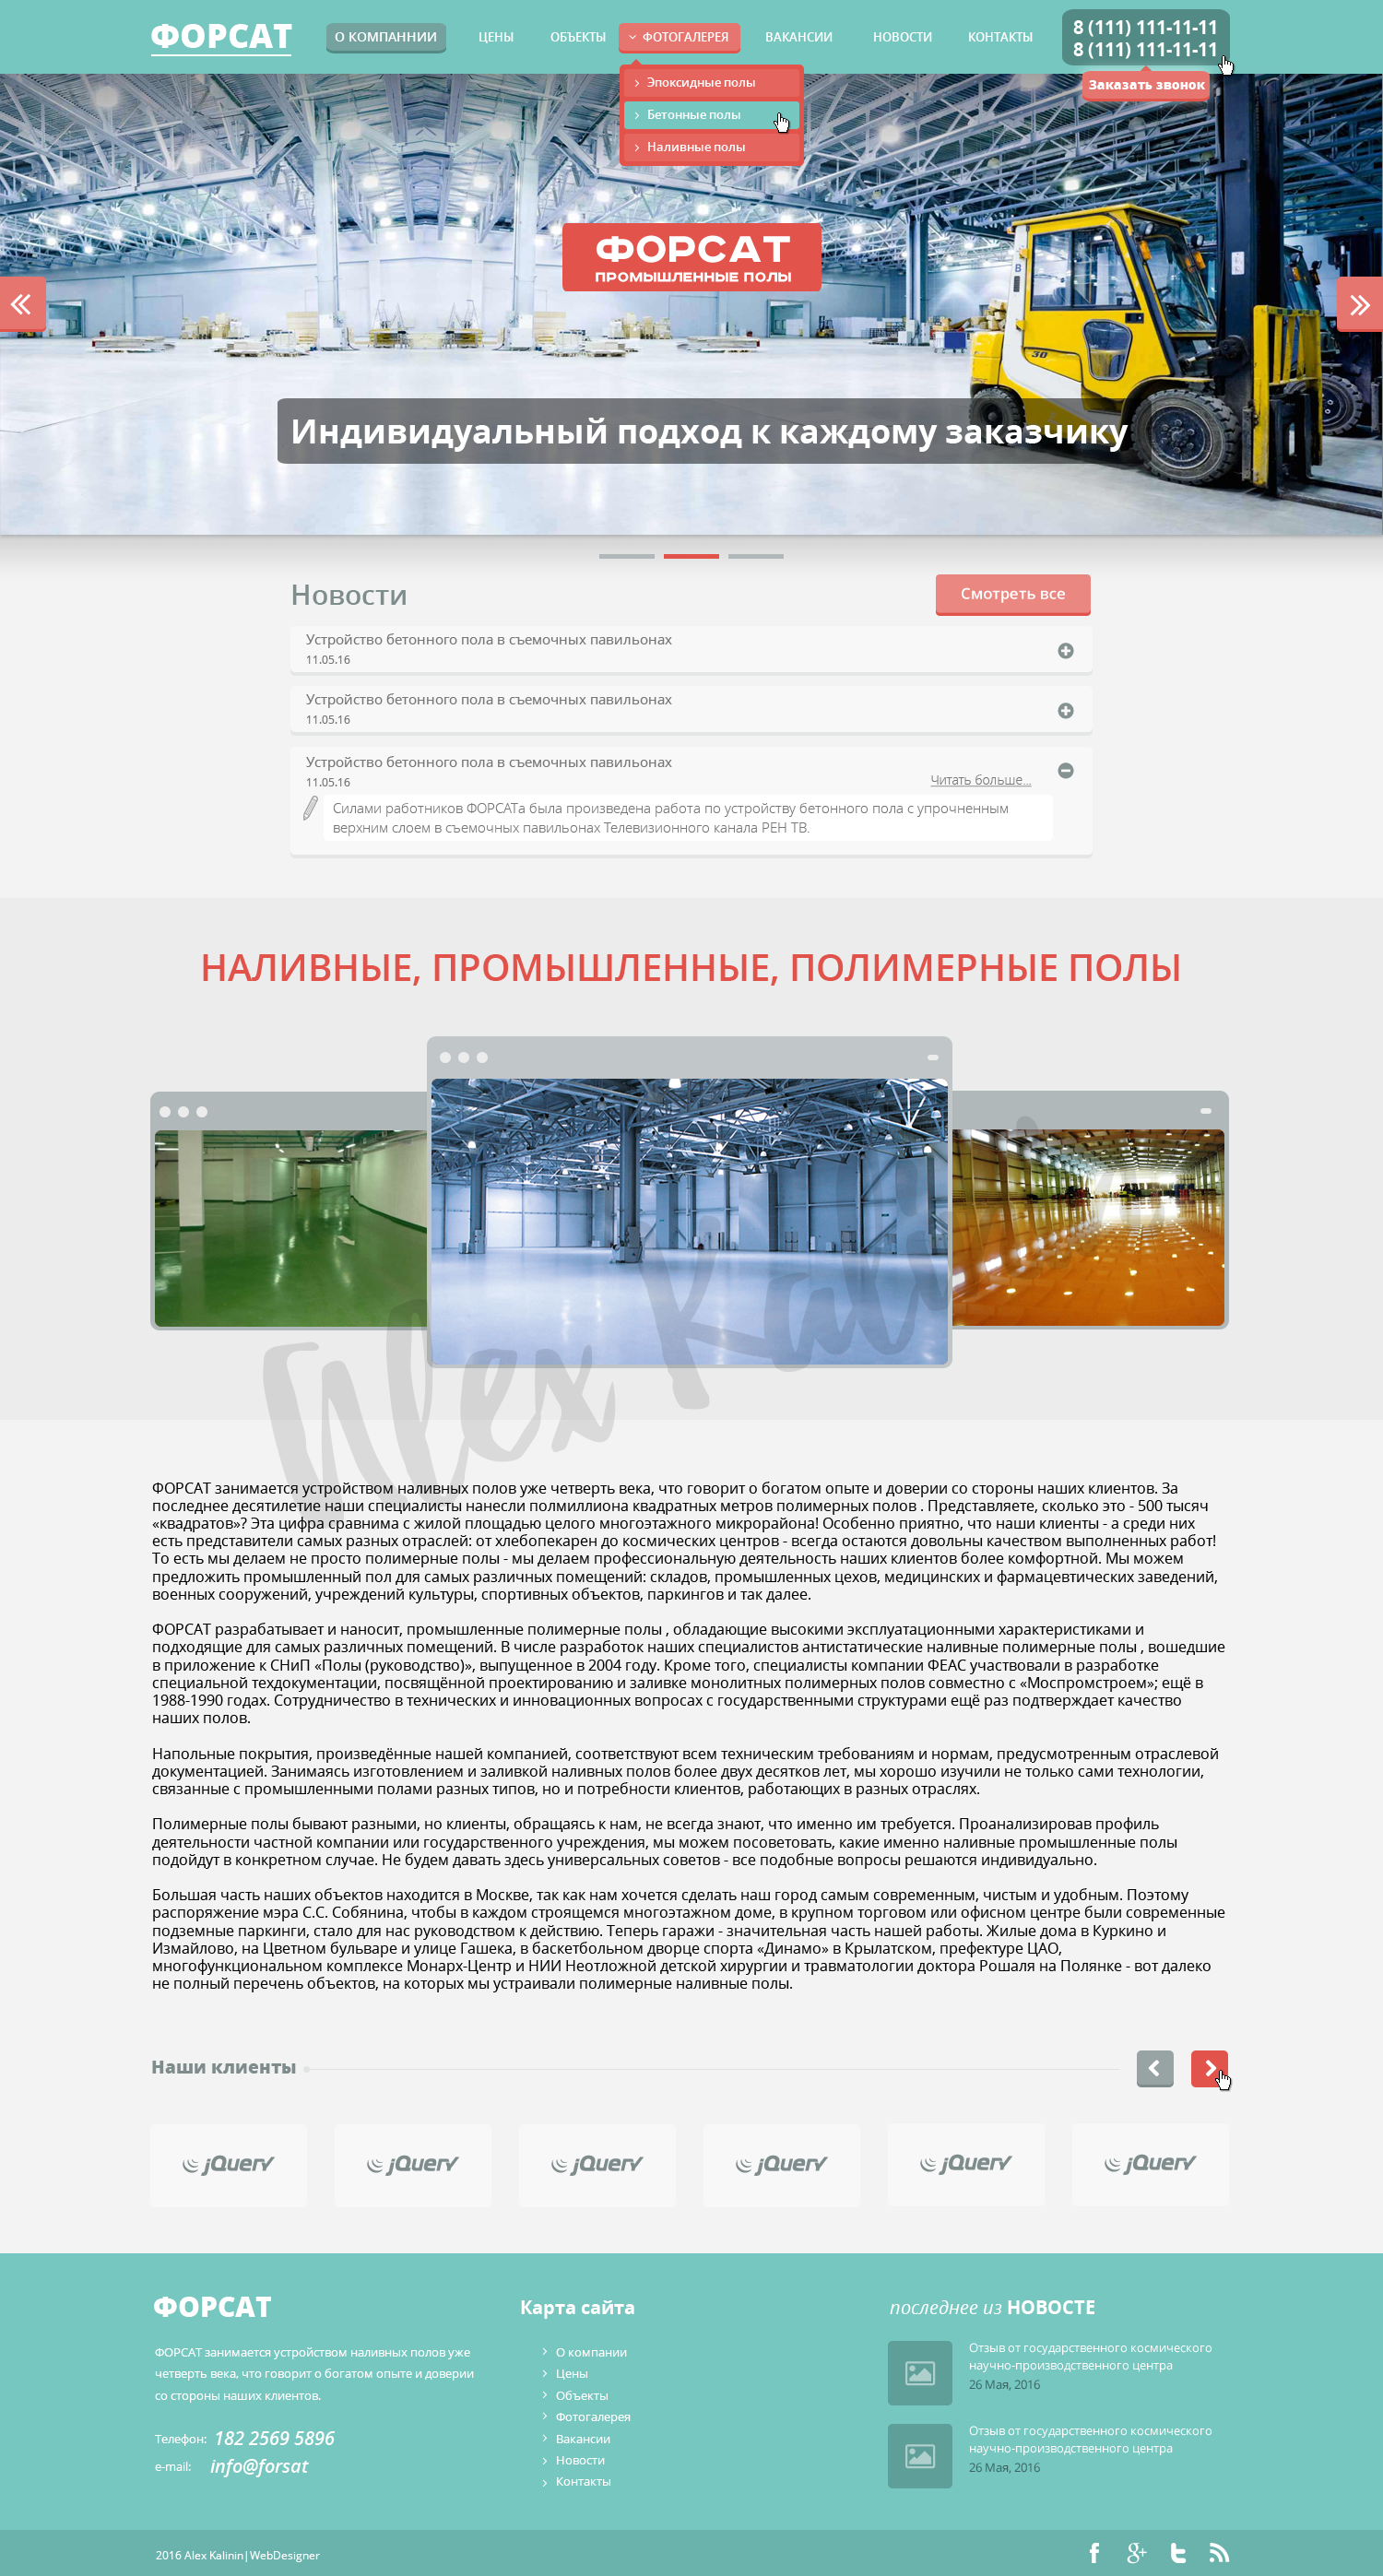 ФОРСАТ
О КОМПАННИИ
ЦЕНЫ
ОБЪЕКТЫ
ФОТОГАЛЕРЕЯ
ВАКАНСИИ
НОВОСТИ
КОНТАКТЫ
8 (111) 111-11-11
8 (111) 111-11-11
Заказать звонок
Эпоксидные полы
Бетонные полы
Наливные полы
ФОРСАТ
ПРОМЫШЛЕННЫЕ ПОЛЫ
30
Индивидуальный подход к каждому заказчику
Новости
Смотреть все
Устройство бетонного пола в съемочных павильонах
11.05.16
Устройство бетонного пола в съемочных павильонах
11.05.16
Устройство бетонного пола в съемочных павильонах
11.05.16
Читать больше...
Силами работников ФОРСАТа была произведена работа по устройству бетонного пола с упрочненным
верхним слоем в съемочных павильонах Телевизионного канала РЕН ТВ.
НАЛИВНЫЕ, ПРОМЫШЛЕННЫЕ, ПОЛИМЕРНЫЕ ПОЛЫ
Alex Kali
ФОРСАТ занимается устройством наливных полов уже четверть века, что говорит о богатом опыте и доверии со стороны наших клиентов. За
последнее десятилетие наши специалисты нанесли полмиллиона квадратных метров полимерных полов . Представляете, сколько это - 500 тысяч
«квадратов»? Эта цифра сравнима с жилой площадью целого многоэтажного микрорайона! Особенно приятно, что наши клиенты - а среди них
есть представители самых разных отраслей: от хлебопекарен до космических центров - всегда остаются довольны качеством выполненных работ!
То есть мы делаем не просто полимерные полы - мы делаем профессиональную деятельность наших клиентов более комфортной. Мы можем
предложить промышленный пол для самых различных помещений: складов, промышленных цехов, медицинских и фармацевтических заведений,
военных сооружений, учреждений культуры, спортивных объектов, паркингов и так далее.
ФОРСАТ разрабатывает и наносит, промышленные полимерные полы , обладающие высокими эксплуатационными характеристиками и
подходящие для самых различных помещений. В числе разработок наших специалистов антистатические наливные полимерные полы , вошедшие
в приложение к СНиП «Полы (руководство)», выпущенное в 2004 году. Кроме того, специалисты компании ФЕАС участвовали в разработке
специальной техдокументации, посвящённой проектированию и заливке монолитных полимерных полов совместно с «Моспромстроем»; ещё в
1988-1990 годах. Сотрудничество в технических и инновационных вопросах с государственными структурами ещё раз подтверждает качество
наших полов.
Напольные покрытия, произведённые нашей компанией, соответствуют всем техническим требованиям и нормам, предусмотренным отраслевой
документацией. Занимаясь изготовлением и заливкой наливных полов более двух десятков лет, мы хорошо изучили не только сами технологии,
связанные с промышленными полами разных типов, но и потребности клиентов, работающих в разных отраслях.
Полимерные полы бывают разными, но клиенты, обращаясь к нам, не всегда знают, что именно им требуется. Проанализировав профиль
деятельности частной компании или государственного учреждения, мы можем посоветовать, какие именно наливные промышленные полы
подойдут в конкретном случае. Не будем давать здесь универсальных советов - все подобные вопросы решаются индивидуально.
Большая часть наших объектов находится в Москве, так как нам хочется сделать наш город самым современным, чистым и удобным. Поэтому
распоряжение мэра С.С. Собянина, чтобы в каждом строящемся многоэтажном доме, в крупном торговом или офисном центре были современные
подземные паркинги, стало для нас руководством к действию. Теперь гаражи - значительная часть нашей работы. Жилые дома в Куркино и
Измайлово, на Цветном бульваре и улице Гашека, в баскетбольном дворце спорта «Динамо» в Крылатском, префектуре ЦАО,
многофункциональном комплексе Монарх-Центр и НИИ Неотложной детской хирургии и травматологии доктора Рошаля на Полянке - вот далеко
не полный перечень объектов, на которых мы устраивали полимерные наливные полы.
Наши клиенты
jQuery
jQuery
jQuery
jQuery
jQuery
jQuery
ФОРСАТ
ФОРСАТ занимается устройством наливных полов уже
четверть века, что говорит о богатом опыте и доверии
со стороны наших клиентов.
Телефон: 182 2569 5896
e-mail: info@forsat
Карта сайта
О компании
Цены
Объекты
Фотогалерея
Вакансии
Новости
Контакты
последнее из НОВОСТЕ
Отзыв от государственного космического
научно-производственного центра
26 Мая, 2016
Отзыв от государственного космического
научно-производственного центра
26 Мая, 2016
2016 Alex Kalinin|WebDesigner